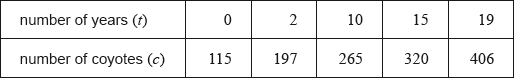 number of years (t) 0 2 10 15 19
number of coyotes (c) 115 197 265 320 406